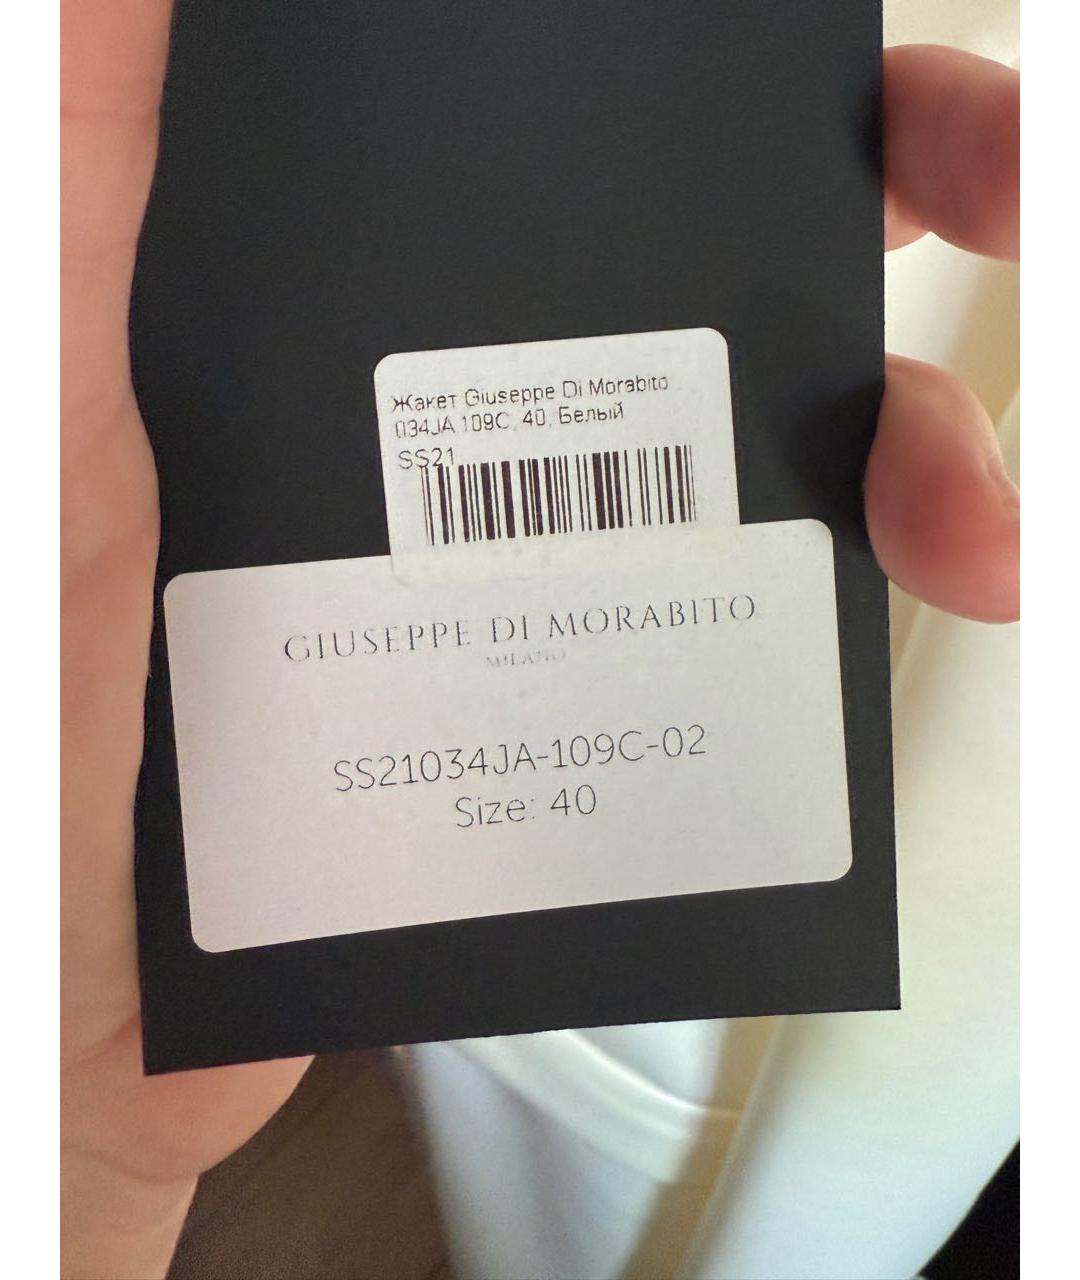 Жакет Giuseppe Di Morabito
034JA 109C, 40, Белый
SS21
GIUSEPPE DI MORABITO
MILANO
SS21034JA-109C-02
Size: 40